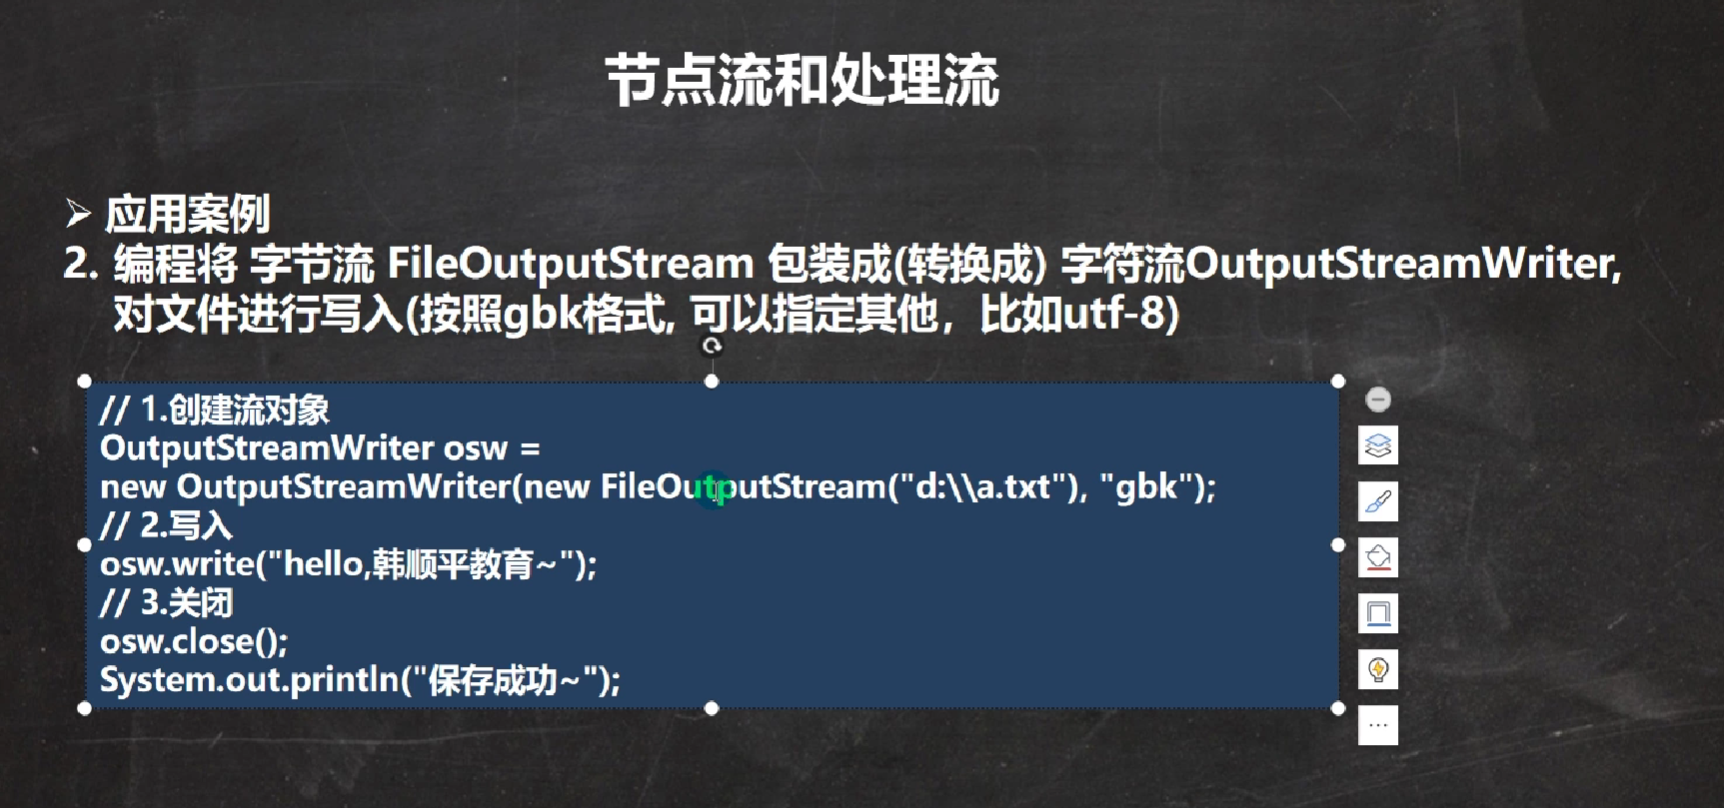 节点流和处理流
➢ 应用案例
2. 编程将 字节流 FileOutputStream 包装成(转换成) 字符流OutputStreamWriter,
对文件进行写入(按照gbk格式, 可以指定其他，比如utf-8)
// 1.创建流对象
OutputStreamWriter osw =
new OutputStreamWriter(new FileOutputStream("d:\\a.txt"), "gbk");
// 2.写入
osw.write("hello,韩顺平教育~");
// 3.关闭
osw.close();
System.out.println("保存成功~");